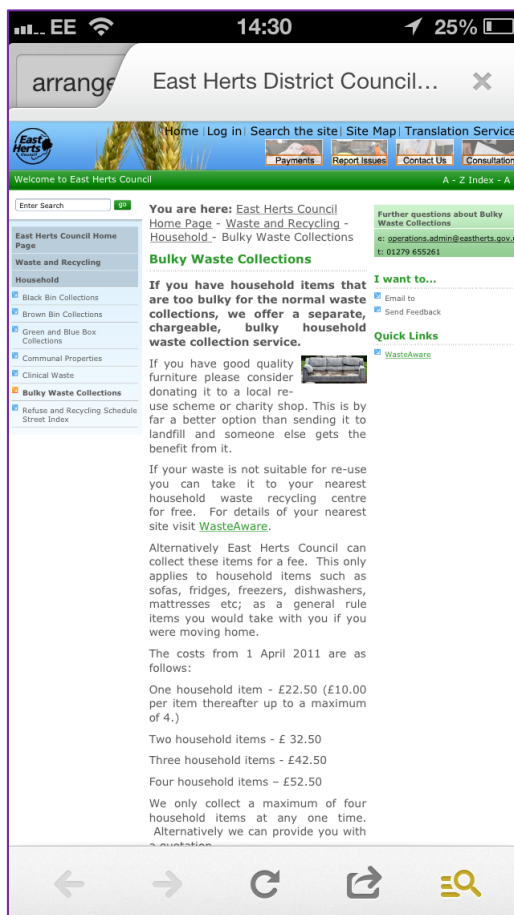 EE 14:30 25%
arrange
East Herts District Council...
East Herts Council
Home | Log in | Search the site | Site Map | Translation Service
Payments Report Issues Contact Us Consultation
Welcome to East Herts Council
A - Z Index - A
Enter Search go
East Herts Council Home
Page
Waste and Recycling
Household
Black Bin Collections
Brown Bin Collections
Green and Blue Box
Collections
Communal Properties
Clinical Waste
Bulky Waste Collections
Refuse and Recycling Schedule
Street Index
You are here: East Herts Council
Home Page - Waste and Recycling -
Household - Bulky Waste Collections
Bulky Waste Collections
If you have household items that
are too bulky for the normal waste
collections, we offer a separate,
chargeable, bulky household
waste collection service.
If you have good quality
furniture please consider
donating it to a local re-
use scheme or charity shop. This is by
far a better option than sending it to
landfill and someone else gets the
benefit from it.
If your waste is not suitable for re-use
you can take it to your nearest
household waste recycling centre
for free. For details of your nearest
site visit WasteAware.
Alternatively East Herts Council can
collect these items for a fee. This only
applies to household items such as
sofas, fridges, freezers, dishwashers,
mattresses etc; as a general rule
items you would take with you if you
were moving home.
The costs from 1 April 2011 are as
follows:
One household item - £22.50 (£10.00
per item thereafter up to a maximum
of 4.)
Two household items - £ 32.50
Three household items - £42.50
Four household items – £52.50
We only collect a maximum of four
household items at any one time.
Alternatively we can provide you with
a quotation
Further questions about Bulky
Waste Collections
e: operations.admin@eastherts.gov.
t: 01279 655261
I want to...
Email to
Send Feedback
Quick Links
WasteAware